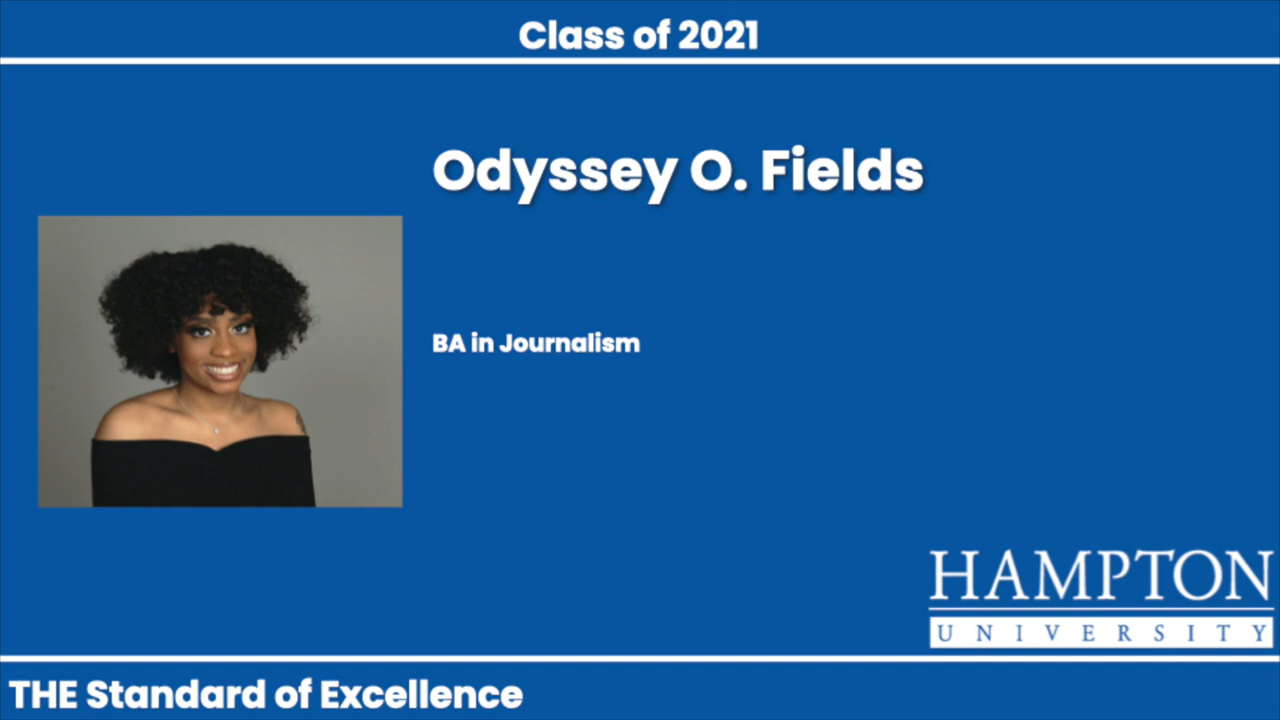 Class of 2021
Odyssey O. Fields
BA in Journalism
HAMPTON
UNIVERSITY
THE Standard of Excellence